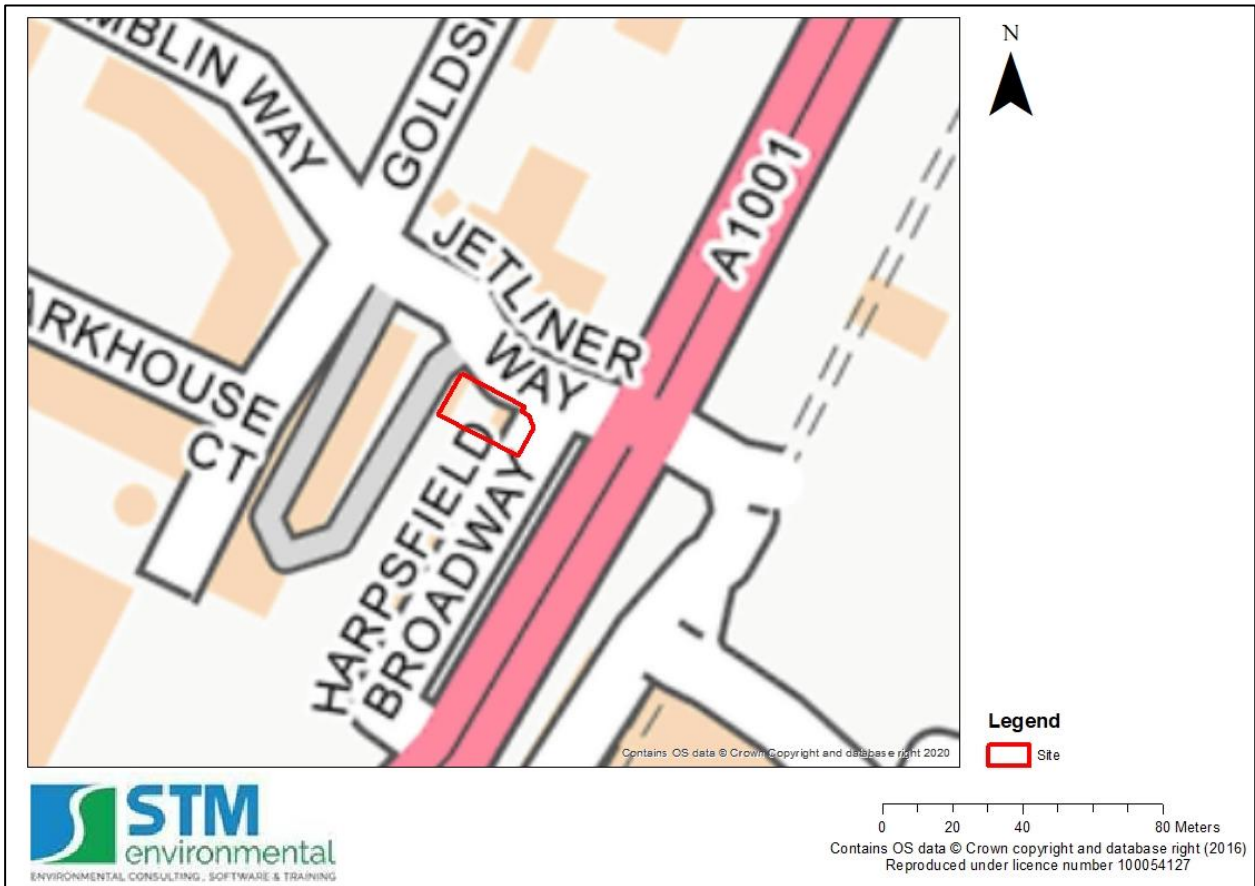 MBLIN WAY
GOLDSI
N
A1001
JETLINER
WAY
ARKHOUSE
CT
HARPSFIELD
BROADWAY
Contains OS data © Crown Copyright and database right 2020
Legend
Site
STM
environmental
ENVIRONMENTAL CONSULTING, SOFTWARE & TRAINING
0 20 40 80 Meters
Contains OS data © Crown copyright and database right (2016)
Reproduced under licence number 100054127